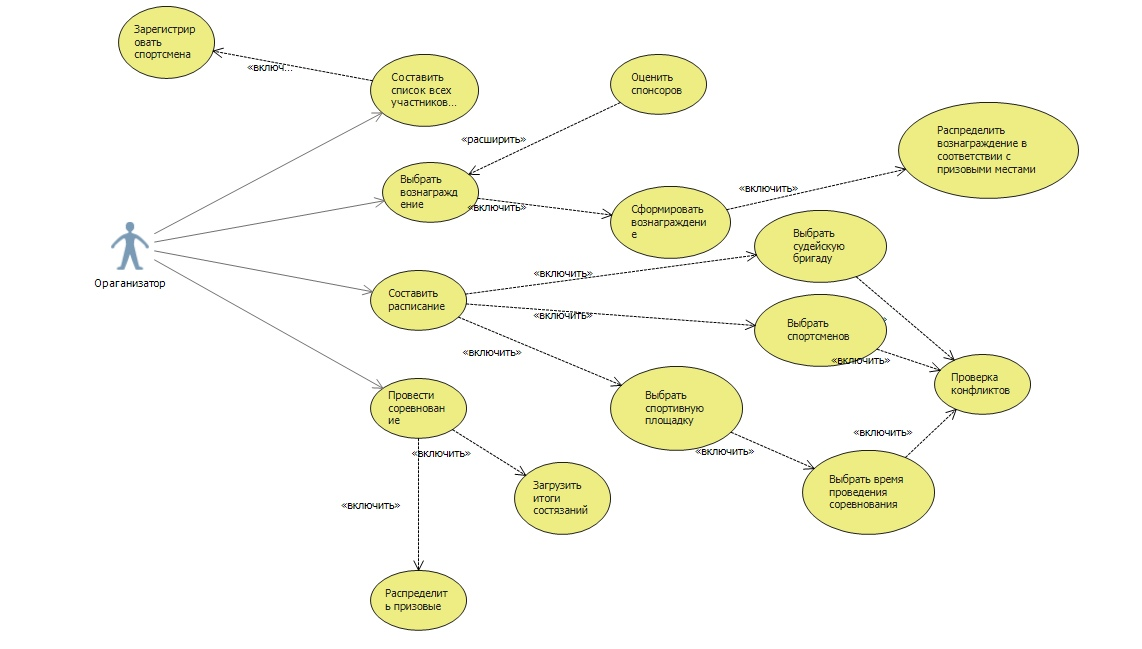 Зарегистрир
овать
спортсмена
«включ...
Составить
список всех
участников...
Оценить
спонсоров
«расширить»
Распределить
вознаграждение в
соответствии с
призовыми местами
Выбрать
вознагражд
ение
«включить»
Сформировать
вознаграждени
е
«включить»
Выбрать
судейскую
бригаду
Ораганизатор
«включить»
Составить
расписание
«включить»
Выбрать
спортсменов
«включить»
«включить»
Проверка
конфликтов
Провести
соревнован
ие
Выбрать
спортивную
площадку
«включить»
«включить»
«включить»
Загрузить
итоги
состязаний
Выбрать время
проведения
соревнования
«включить»
Распределит
ь призовые